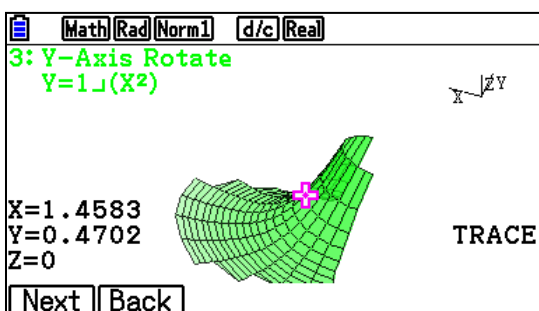 Math Rad Norm1 d/c Real
3: Y-Axis Rotate
Y=1⌟(X²)
X Z Y
X=1.4583
Y=0.4702
TRACE
Z=0
Next Back